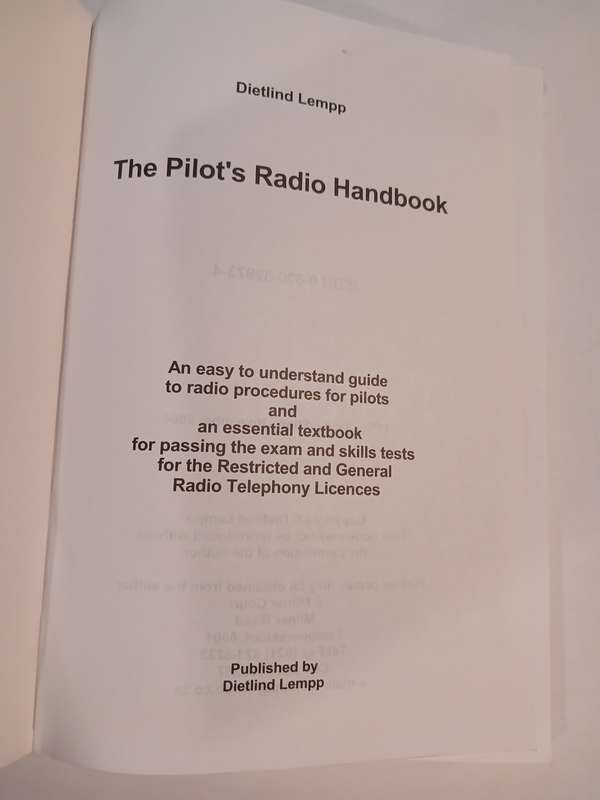 Dietlind Lempp
The Pilot's Radio Handbook
An easy to understand guide
to radio procedures for pilots
and
an essential textbook
for passing the exam and skills tests
for the Restricted and General
Radio Telephony Licences
Published by
Dietlind Lempp